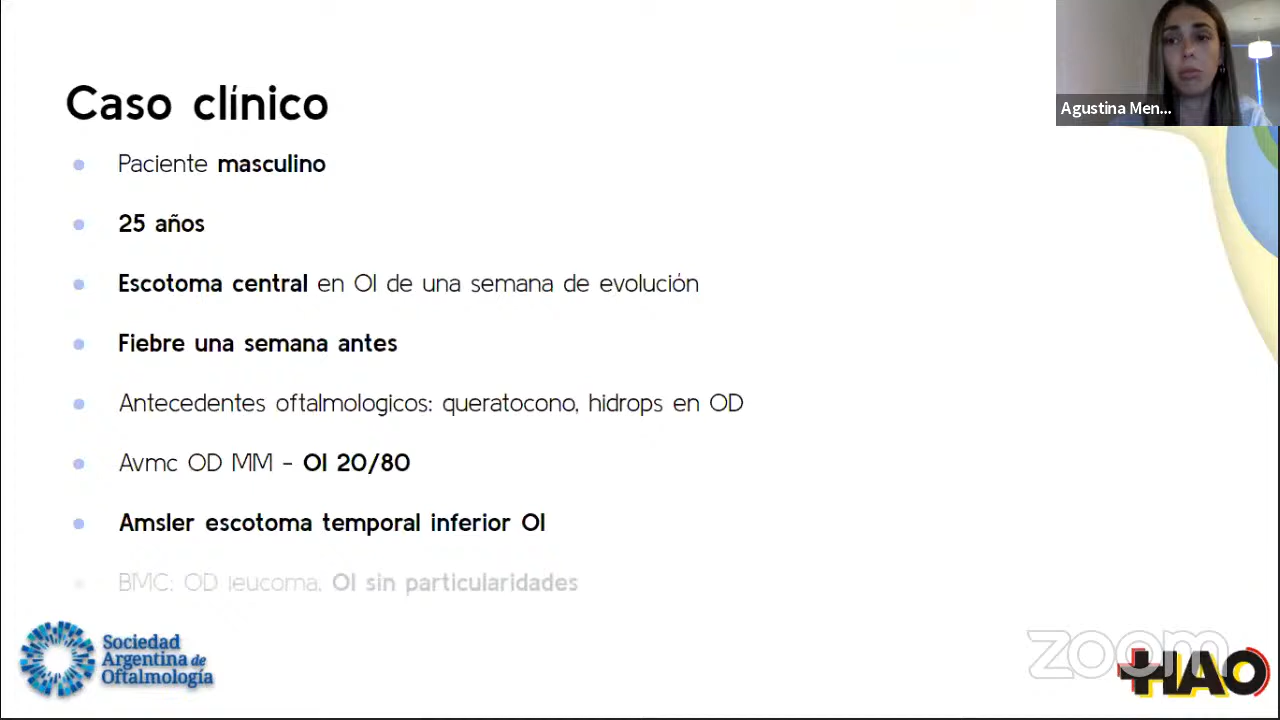 Caso clínico
Paciente masculino
25 años
Escotoma central en OI de una semana de evolución
Fiebre una semana antes
Antecedentes oftalmologicos: queratocono, hidrops en OD
Avmc OD MM - OI 20/80
Amsler escotoma temporal inferior OI
BMC: OD leucoma. OI sin particularidades
Agustina Men...
Sociedad
Argentina de
Oftalmología
zoom
HAO